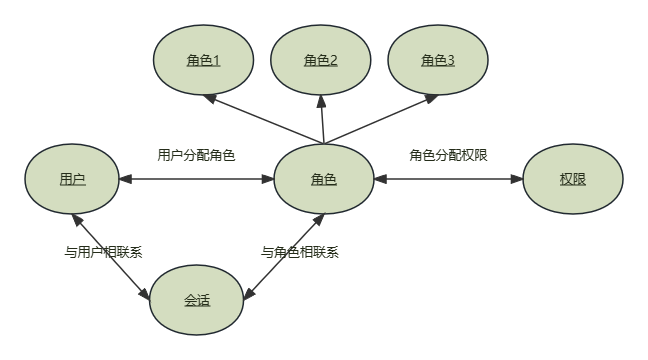 角色1
角色2
角色3
用户分配角色
角色分配权限
用户
角色
权限
与用户相联系
与角色相联系
会话